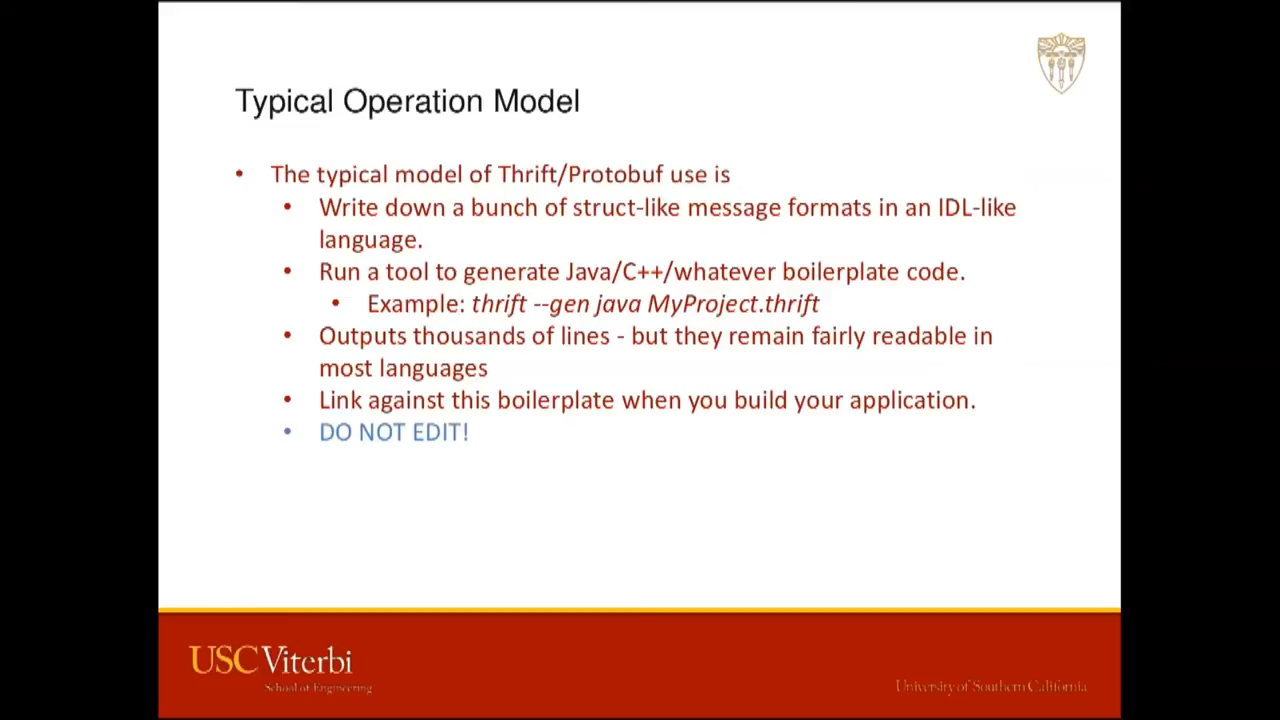 Typical Operation Model
• The typical model of Thrift/Protobuf use is
• Write down a bunch of struct-like message formats in an IDL-like
language.
• Run a tool to generate Java/C++/whatever boilerplate code.
• Example: thrift --gen java MyProject.thrift
• Outputs thousands of lines - but they remain fairly readable in
most languages
• Link against this boilerplate when you build your application.
• DO NOT EDIT!
USC Viterbi
School of Engineering
University of Southern California